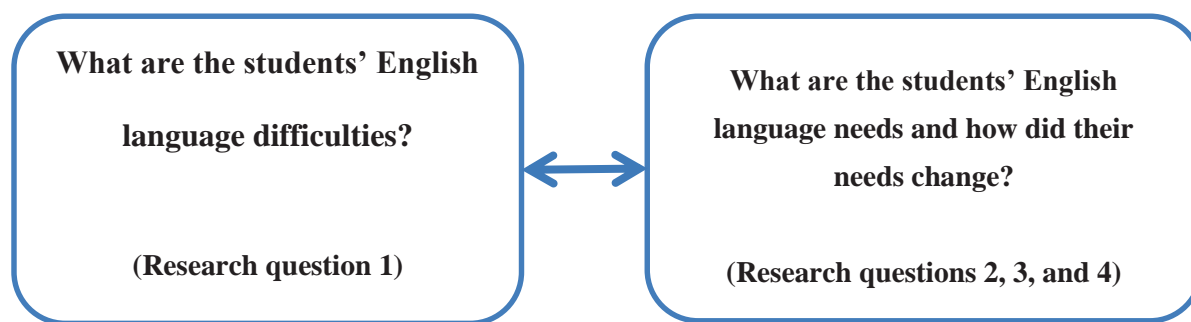 What are the students’ English
language difficulties?
(Research question 1)
What are the students’ English
language needs and how did their
needs change?
(Research questions 2, 3, and 4)